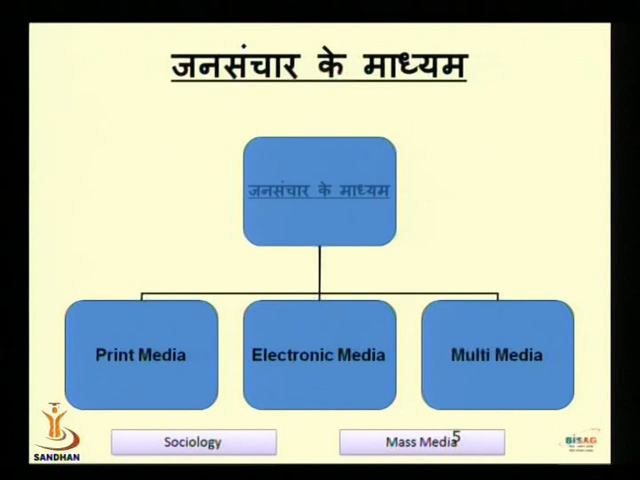 जनसंचार के माध्यम
जनसंचार के माध्यम
Print Media
Electronic Media
Multi Media
SANDHAN
Sociology
Mass Media
5
BISAG